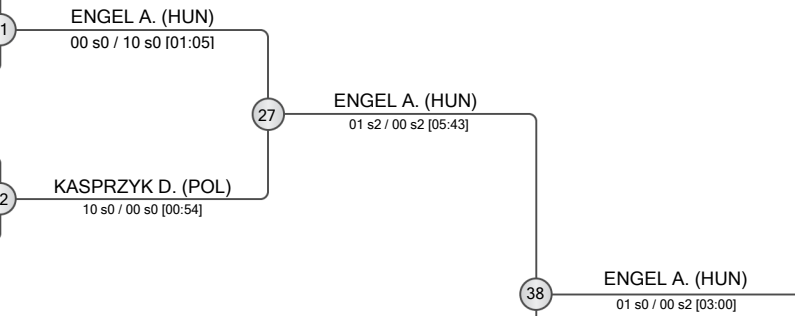 1
ENGEL A. (HUN)
00 s0 / 10 s0 [01:05]
27
ENGEL A. (HUN)
01 s2 / 00 s2 [05:43]
2
KASPRZYK D. (POL)
10 s0 / 00 s0 [00:54]
38
ENGEL A. (HUN)
01 s0 / 00 s2 [03:00]